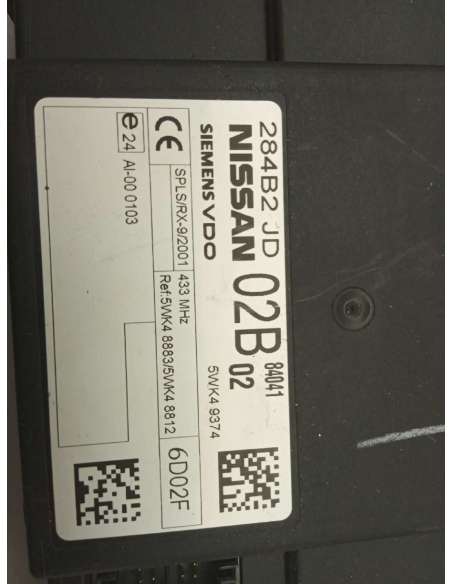 284B2 JD
NISSAN 02B 84041
02
SIEMENS VDO
5WK4 9374
CE
SPLS/RX-9/2001 433 MHz
Ref:5WK4 8883/5WK4 8812
6D02F
e24 AI-00 0103